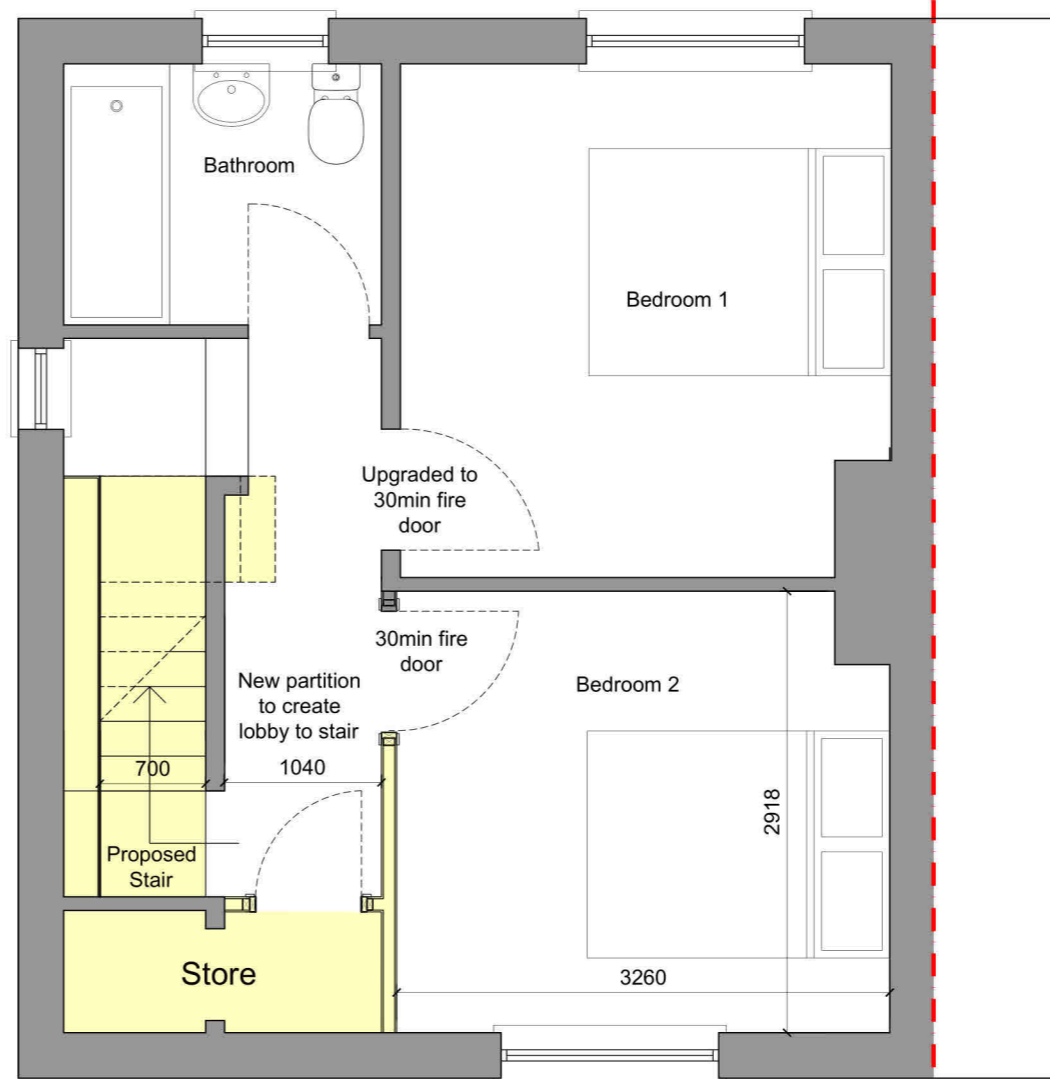 Bathroom
Bedroom 1
Upgraded to
30min fire
door
30min fire
door
Bedroom 2
New partition
to create
lobby to stair
700
1040
2918
Proposed
Stair
Store
3260